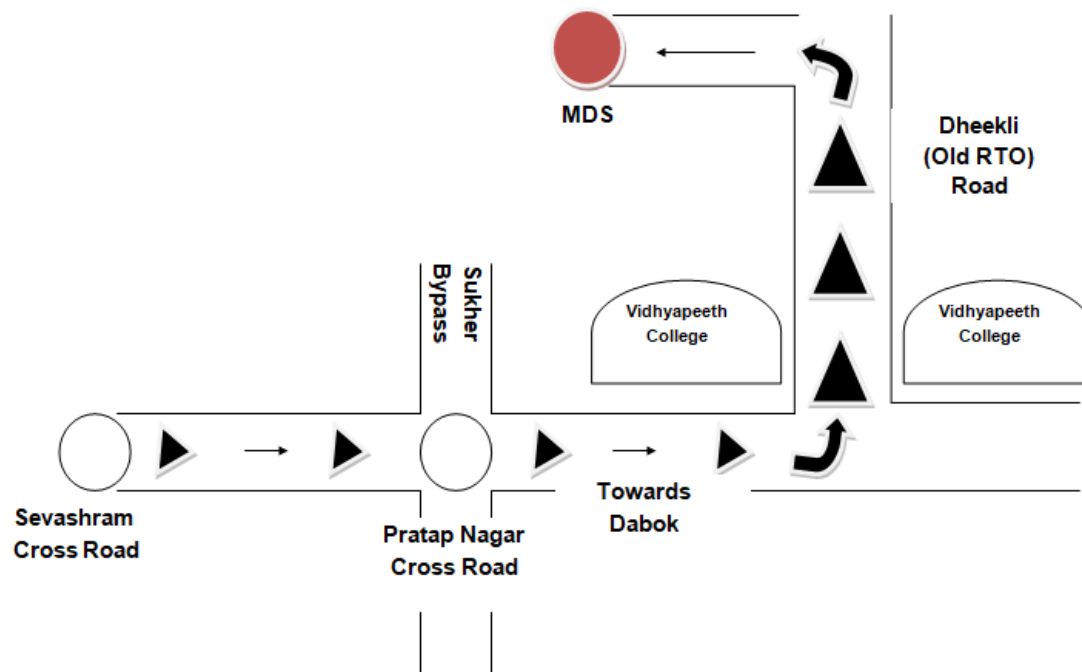 MDS
Dheekli
(Old RTO)
Road
Sukher
Bypass
Vidhyapeeth
College
Vidhyapeeth
College
Sevashram
Cross Road
Pratap Nagar
Cross Road
Towards
Dabok